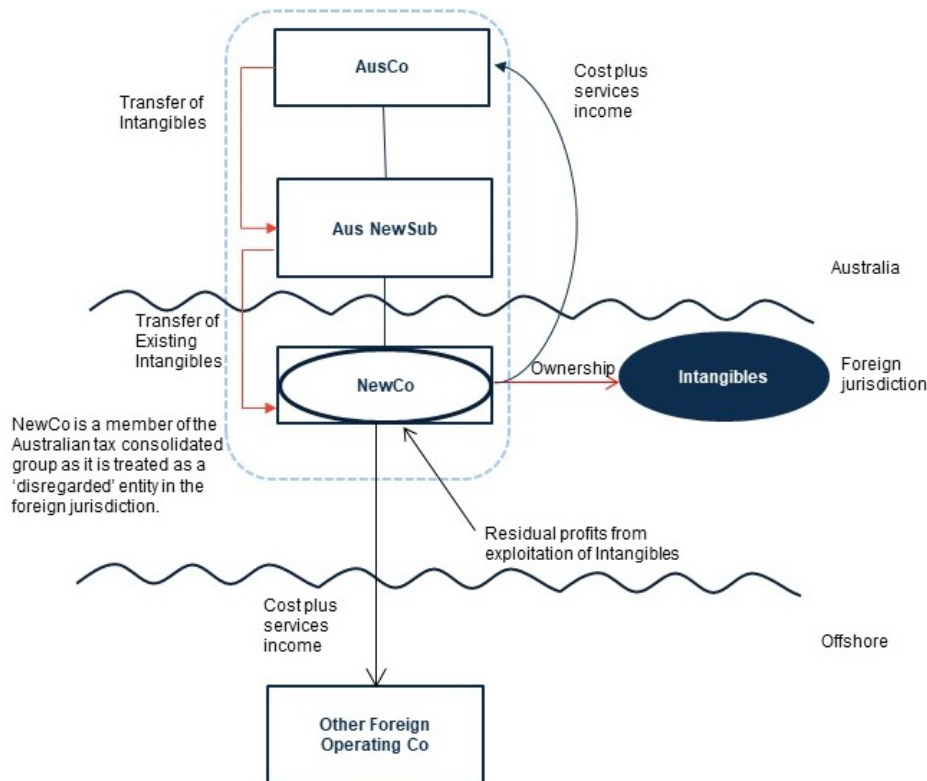 AusCo
Cost plus
services
income
Transfer of
Intangibles
Aus NewSub
Australia
Transfer of
Existing
Intangibles
NewCo
Ownership
Intangibles
Foreign
jurisdiction
NewCo is a member of the
Australian tax consolidated
group as it is treated as a
‘disregarded’ entity in the
foreign jurisdiction.
Residual profits from
exploitation of Intangibles
Cost plus
services
income
Offshore
Other Foreign
Operating Co